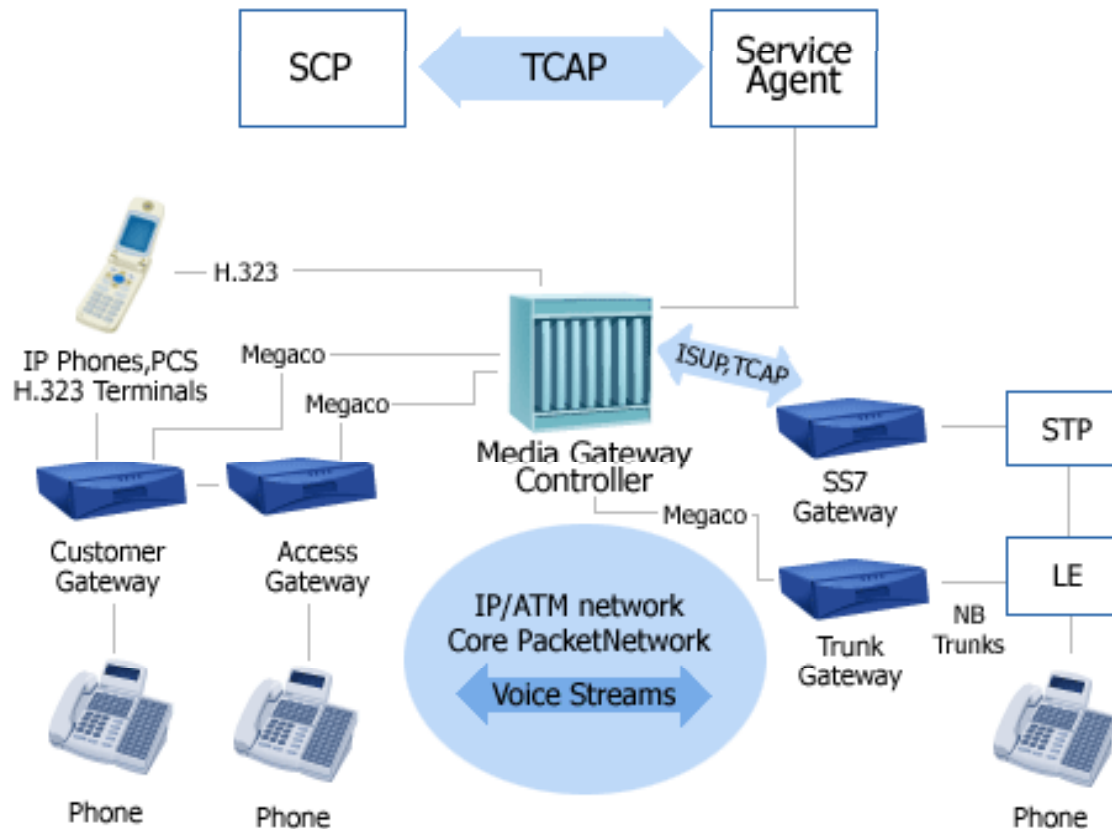 SCP
TCAP
Service
Agent
H.323
IP Phones,PCS
H.323 Terminals
Megaco
Megaco
ISUP,TCAP
Media Gateway
Controller
STP
SS7
Gateway
Megaco
Customer
Gateway
Access
Gateway
IP/ATM network
Core PacketNetwork
Voice Streams
LE
NB
Trunks
Trunk
Gateway
Phone
Phone
Phone